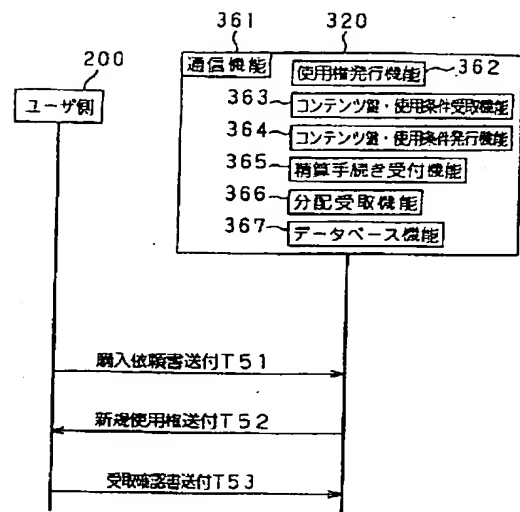 361
320
200
通信機能
使用権発行機能
362
ユーザ側
363
コンテンツ鍵・使用条件受取機能
364
コンテンツ鍵・使用条件発行機能
365
精算手続き受付機能
366
分配受取機能
367
データベース機能
購入依頼書送付T51
新規使用権送付T52
受取確認書送付T53